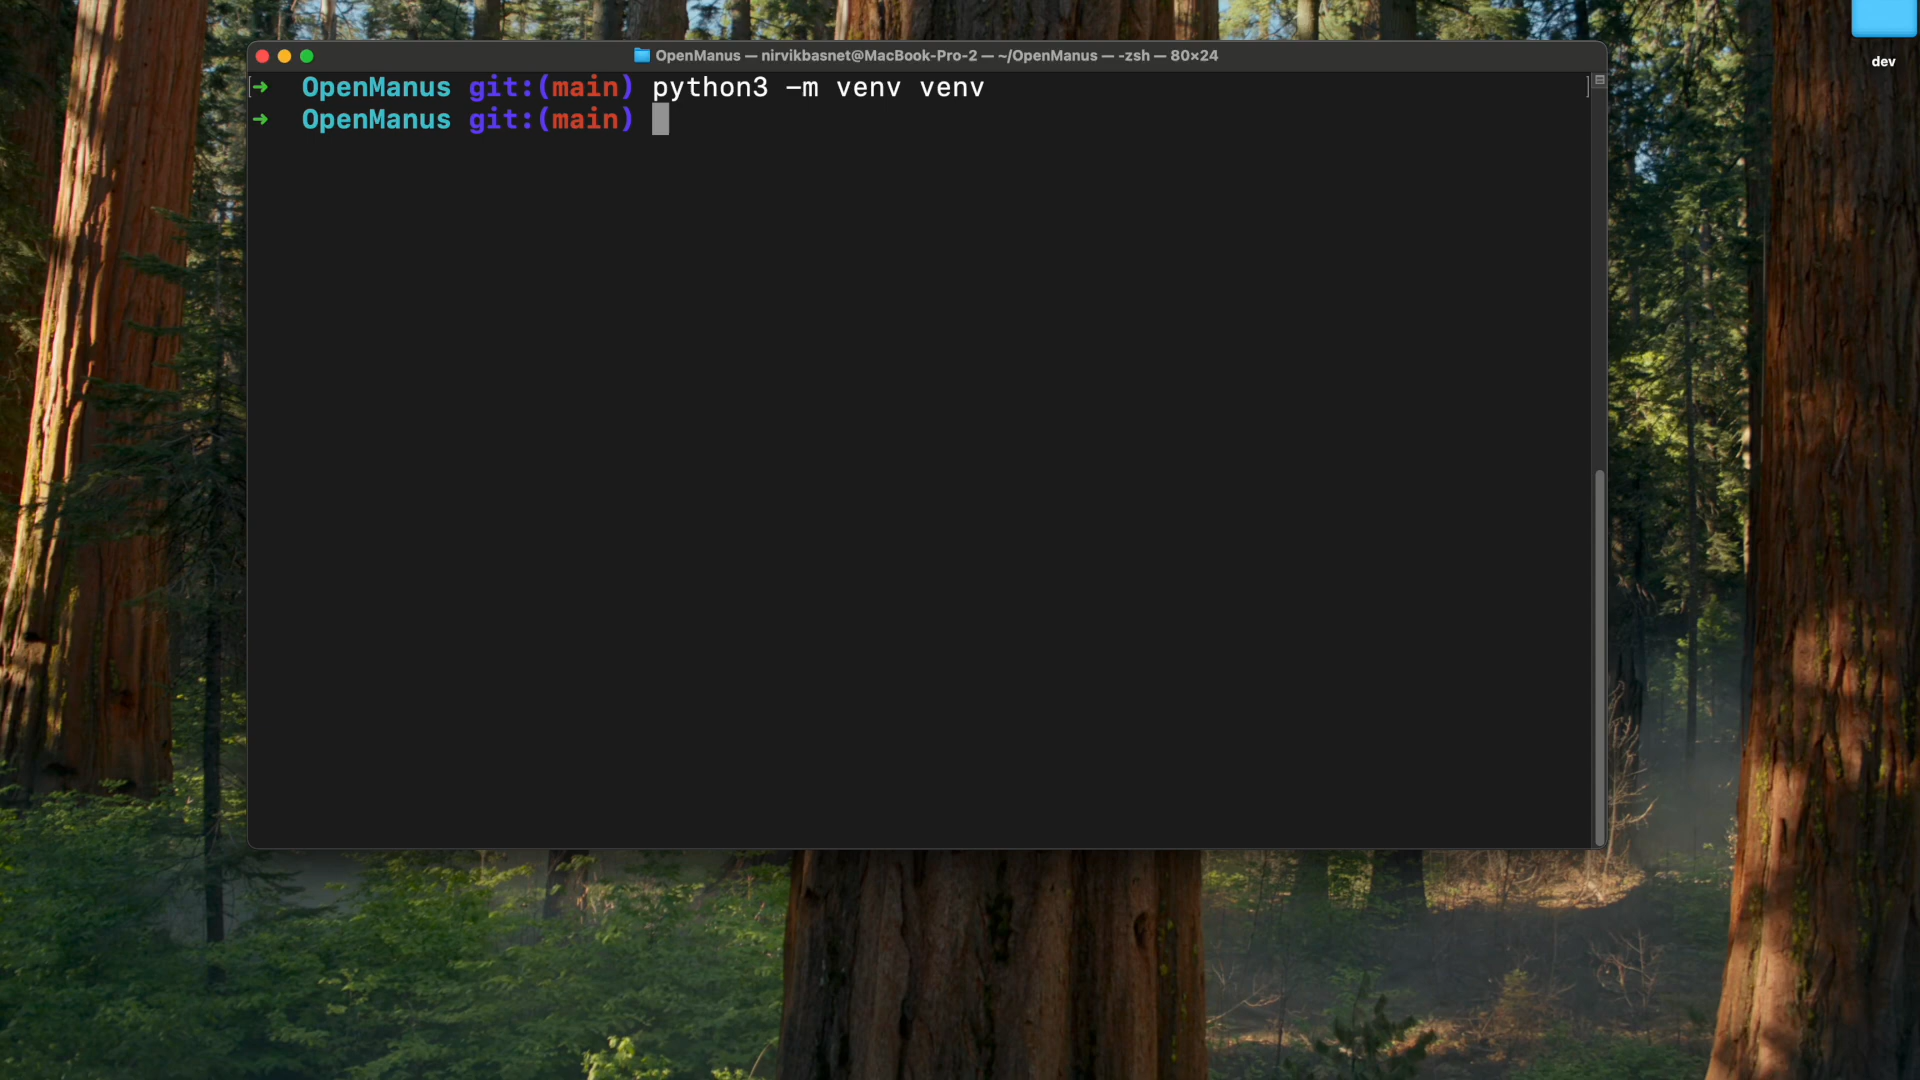 OpenManus — nirvikbasnet@MacBook-Pro-2 — ~/OpenManus — -zsh — 80×24
dev
➜ OpenManus git:(main) python3 -m venv venv
➜ OpenManus git:(main)